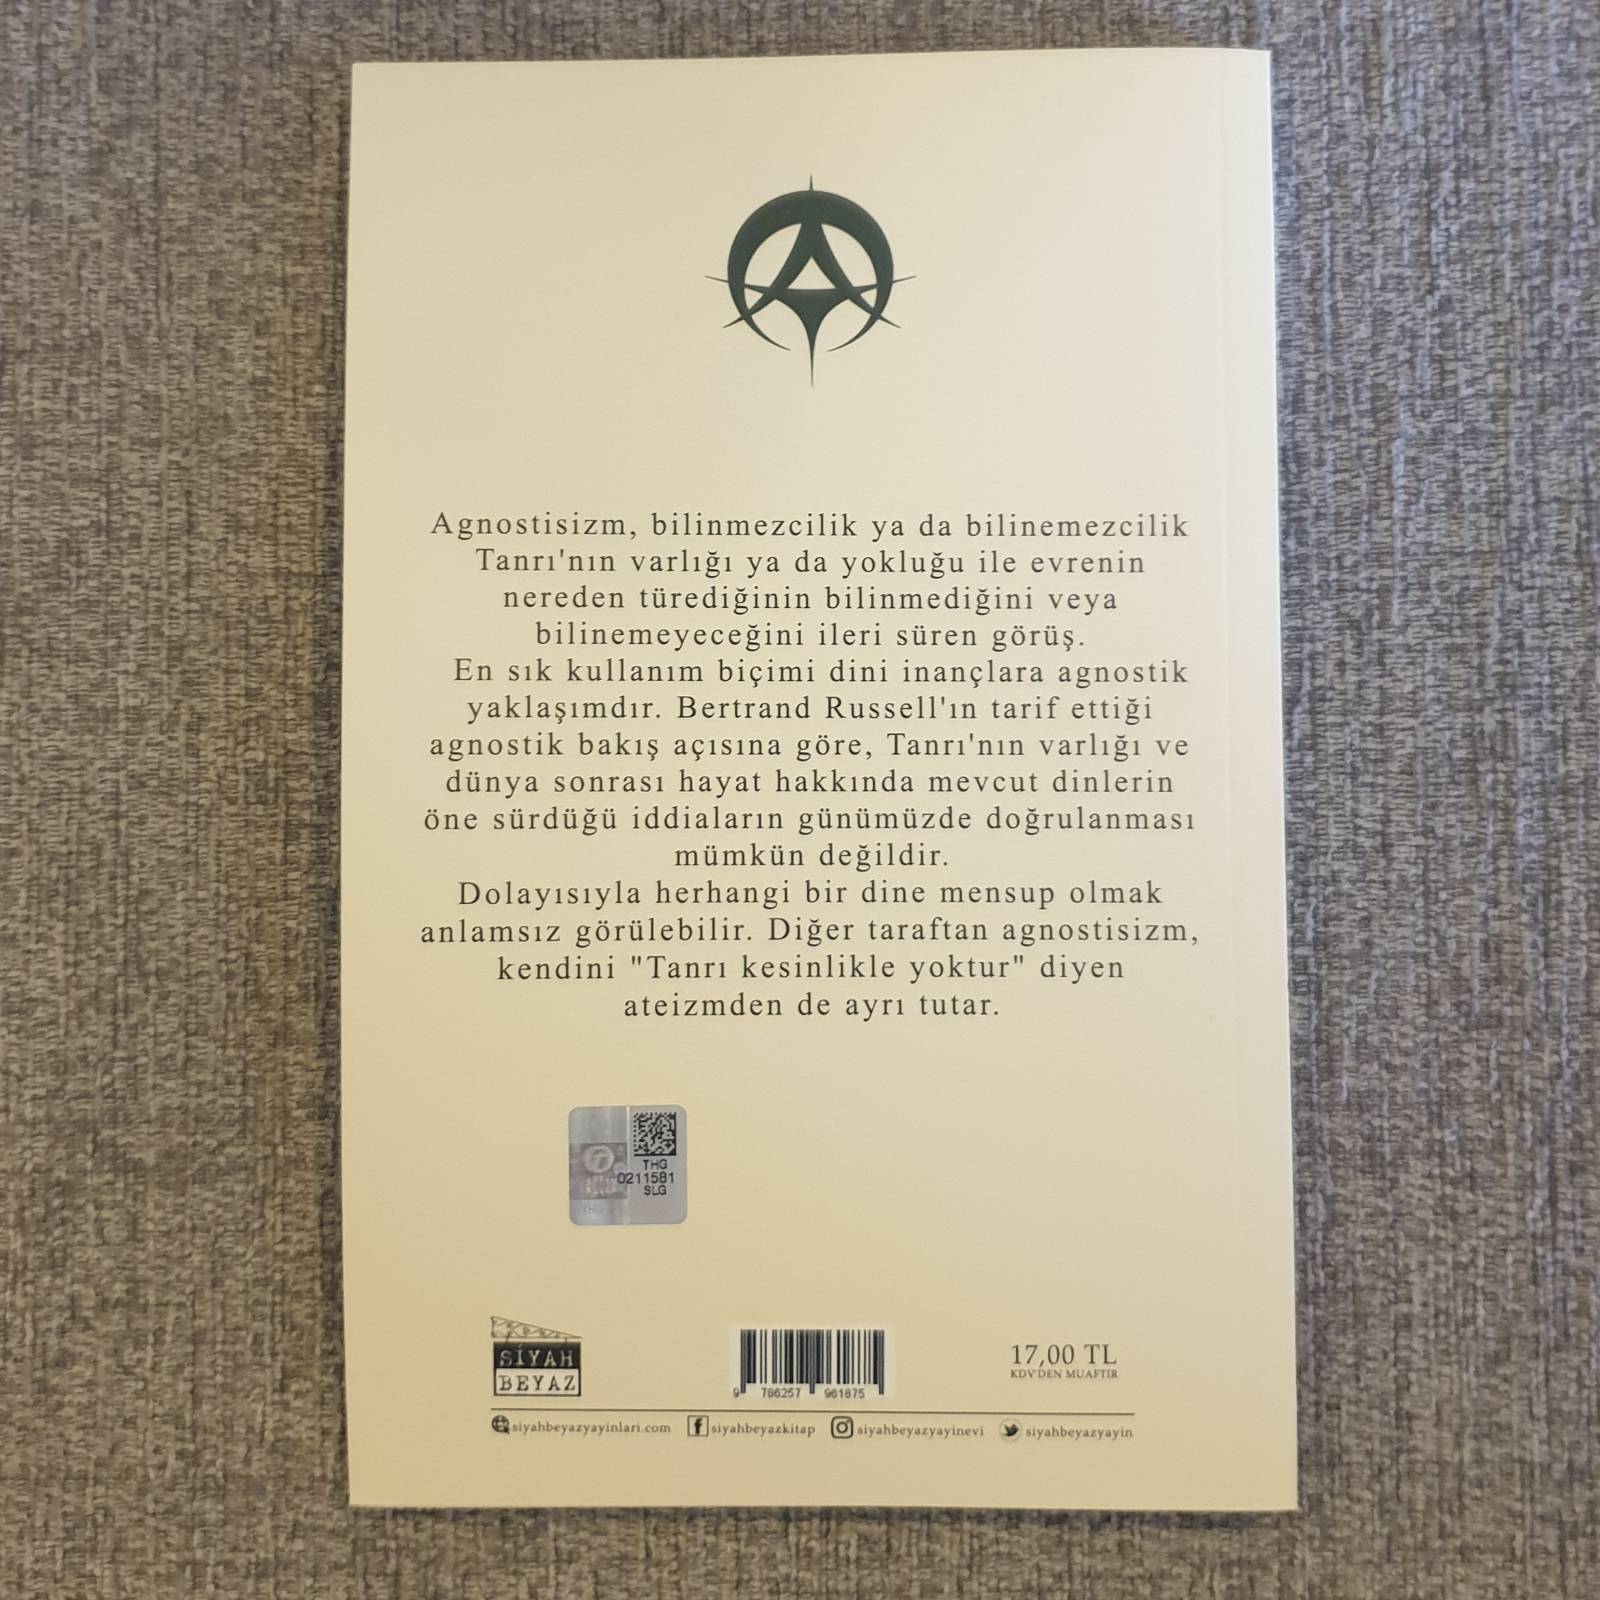 Agnostisizm, bilinmezcilik ya da bilinemezcilik
Tanrı'nın varlığı ya da yokluğu ile evrenin
nereden türediğinin bilinmediğini veya
bilinemeyeceğini ileri süren görüş.
En sık kullanım biçimi dini inançlara agnostik
yaklaşımdır. Bertrand Russell'ın tarif ettiği
agnostik bakış açısına göre, Tanrı'nın varlığı ve
dünya sonrası hayat hakkında mevcut dinlerin
öne sürdüğü iddiaların günümüzde doğrulanması
mümkün değildir.
Dolayısıyla herhangi bir dine mensup olmak
anlamsız görülebilir. Diğer taraftan agnostisizm,
kendini "Tanrı kesinlikle yoktur" diyen
ateizmden de ayrı tutar.
THG
0211581
SLG
SİYAH
BEYAZ
9 786257 961875
17,00 TL
KDV'DEN MUAFTIR
siyahbeyazyayinlari.com siyahbeyazkitap siyahbeyazyayinevi siyahbeyazyayin